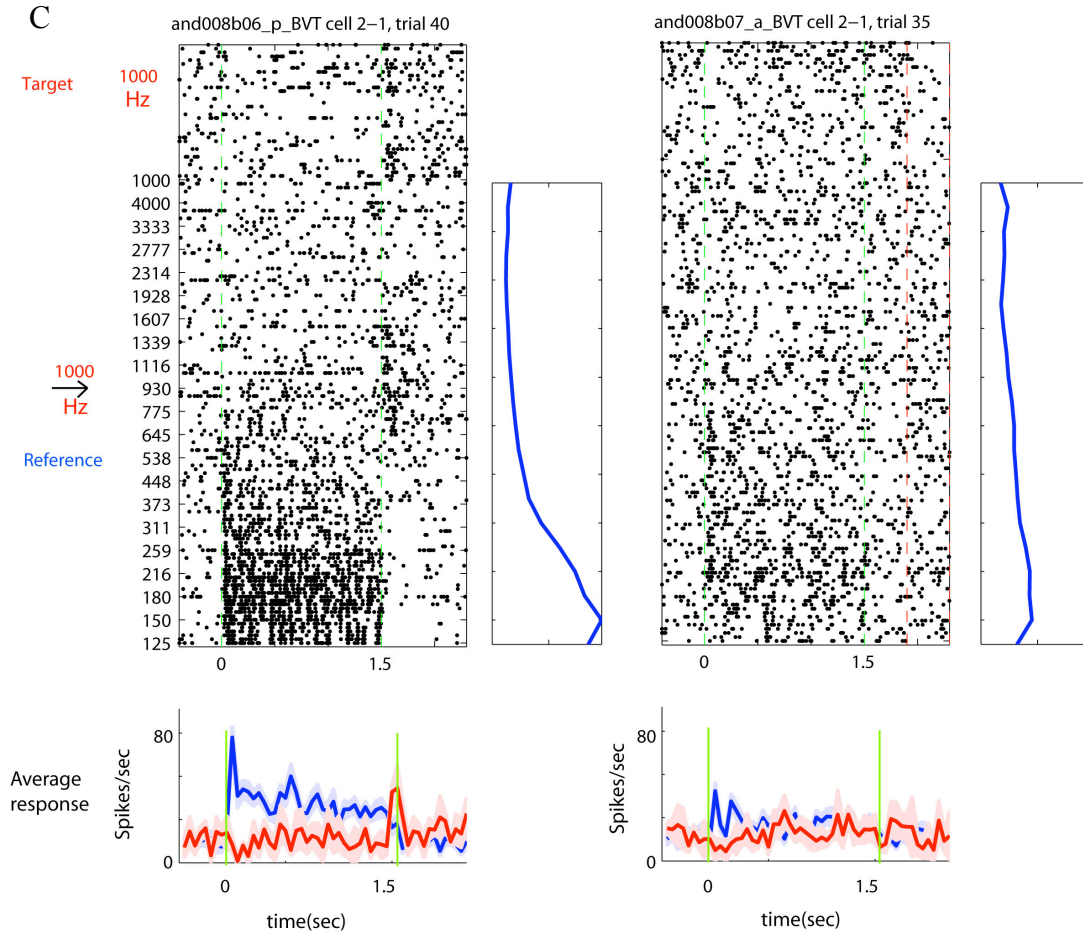 C
and008b06_p_BVT cell 2−1, trial 40
and008b07_a_BVT cell 2−1, trial 35
Target
1000
Hz
1000
4000
3333
2777
2314
1928
1607
1339
1116
930
775
645
538
448
373
311
259
216
180
150
125
1000
Hz
Reference
0
1.5
0
1.5
Average
response
Spikes/sec
80
0
0
1.5
time(sec)
Spikes/sec
80
0
0
1.5
time(sec)